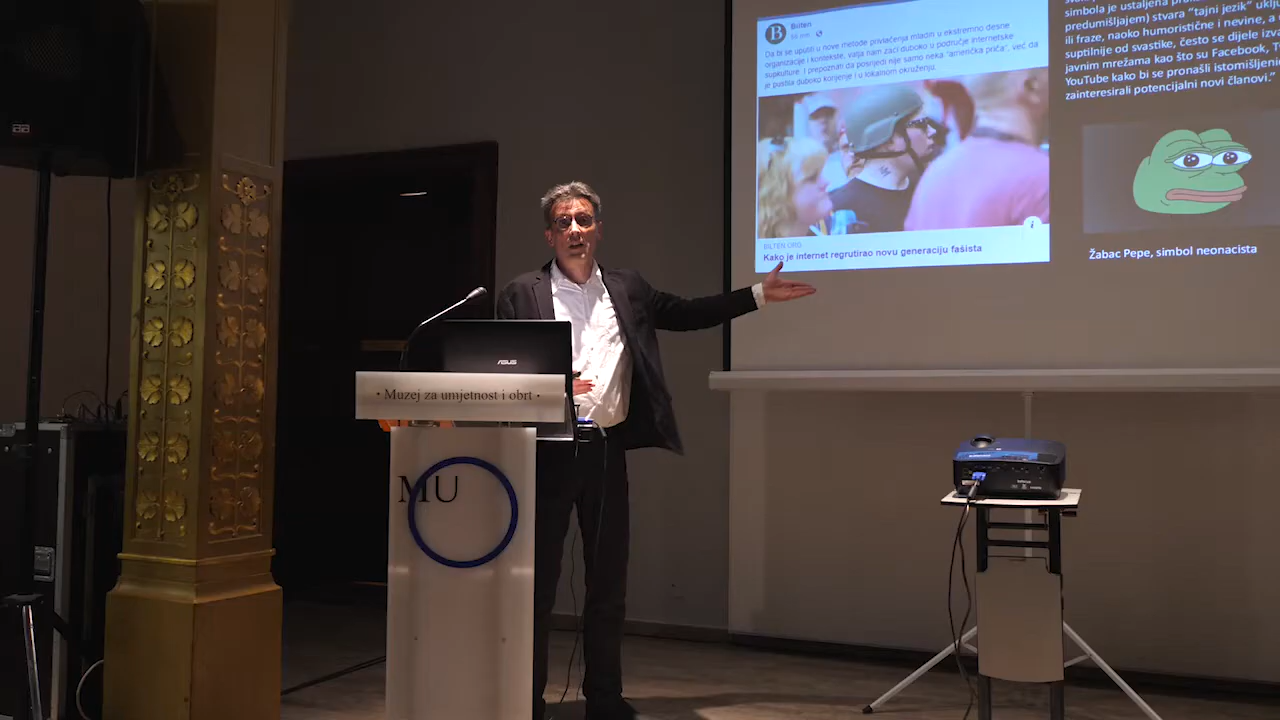 Bilten
Da bi se uputili u nove metode privlačenja mladih u ekstremno desne
organizacije i kontekste, valja nam zaći duboko u područje internetske
supkulture. I prepoznati da posrijedi nije samo neka "američka priča", već da
je pustila duboko korijenje i u lokalnom okruženju.
BILTEN.ORG
Kako je internet regrutirao novu generaciju fašista
simbola je ustaljena
predumišljajem) stvara "tajni jezik"
ili fraze, naoko humoristične i nevine, a
suptilnije od svastike, često se dijele
javnim mrežama kao što su Facebook,
YouTube kako bi se pronašli
zainteresirali potencijalni novi članovi."
Žabac Pepe, simbol neonacista
ASUS
• Muzej za umjetnost i obrt •
MU